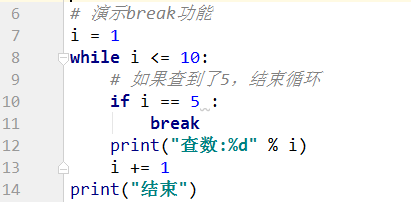 6 # 演示break功能
7 i = 1
8 while i <= 10:
9 # 如果查到了5，结束循环
10 if i == 5 :
11 break
12 print("查数:%d" % i)
13 i += 1
14 print("结束")